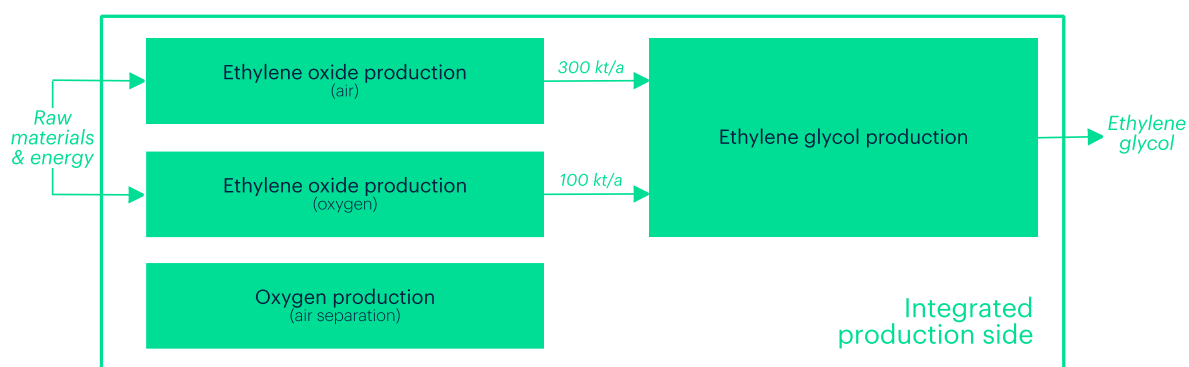 Ethylene oxide production
(air)
300 kt/a
Raw
materials
& energy
Ethylene glycol production
Ethylene
glycol
Ethylene oxide production
(oxygen)
100 kt/a
Oxygen production
(air separation)
Integrated
production side